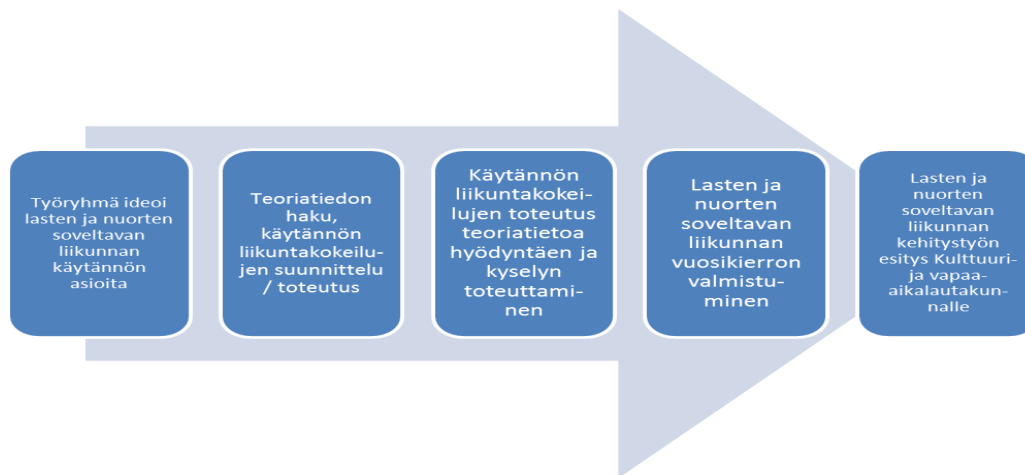 Työryhmä ideoi
lasten ja nuorten
soveltavan
liikunnan
käytännön
asioita
Teoriatiedon
haku,
käytännön
liikuntakokeilu-
jen suunnittelu
/ toteutus
Käytännön
liikuntakokei-
lujen toteutus
teoriatietoa
hyödyntäen ja
kyselyn
toteuttami-
nen
Lasten ja
nuorten
soveltavan
liikunnan
vuosikierron
valmistu-
minen
Lasten ja
nuorten
soveltavan
liikunnan
kehitystyön
esitys Kulttuuri-
ja vapaa-
aikalautakun-
nalle